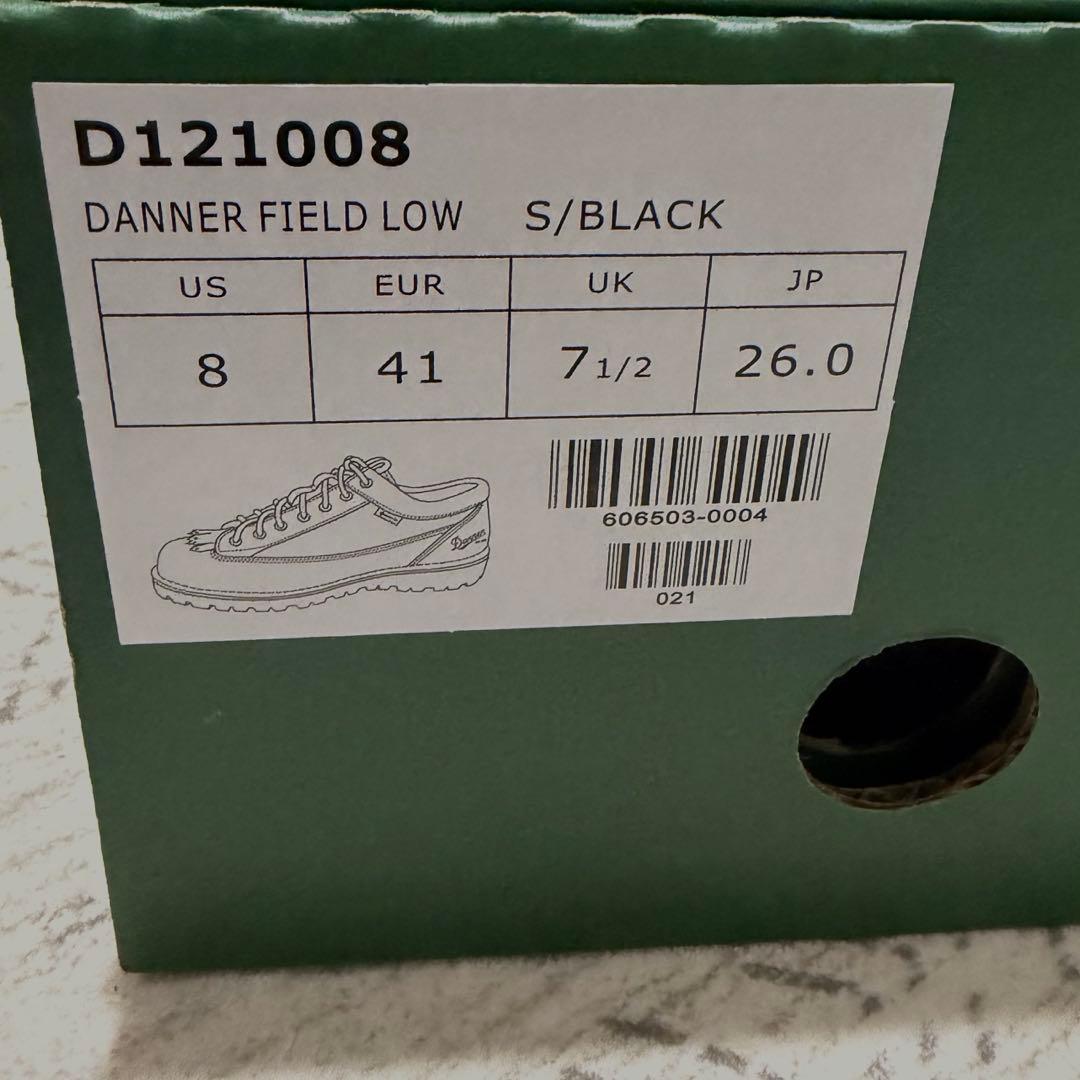 D121008
DANNER FIELD LOW S/BLACK
US EUR UK JP
8 41 7 1/2 26.0
606503-0004
Danner
021